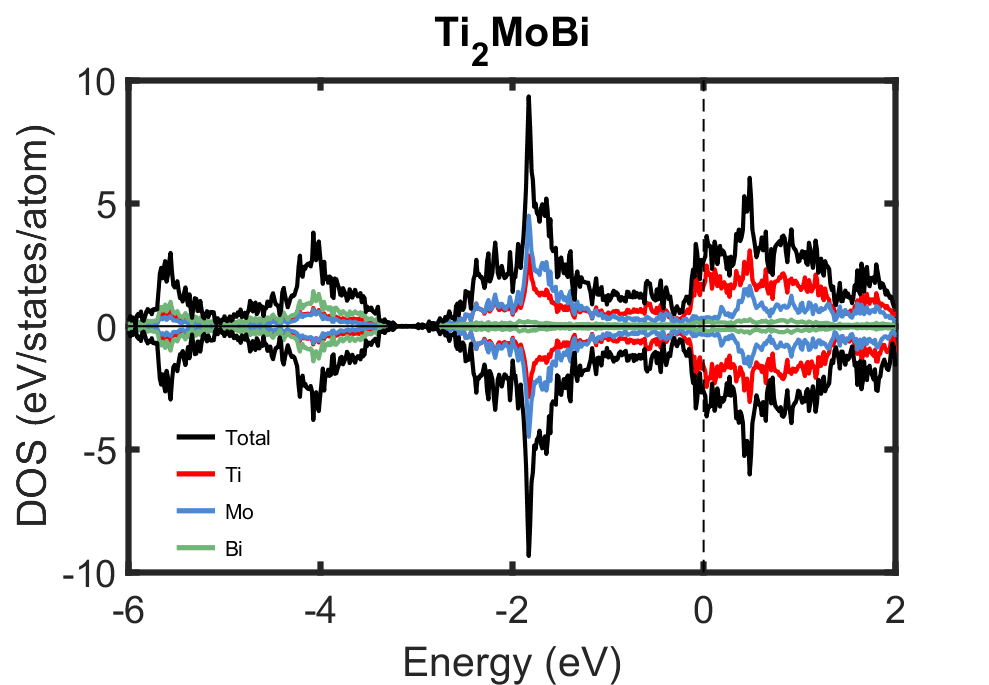 Ti₂MoBi
10
5
0
-5
-10
DOS (eV/states/atom)
Total
Ti
Mo
Bi
-6 -4 -2 0 2
Energy (eV)